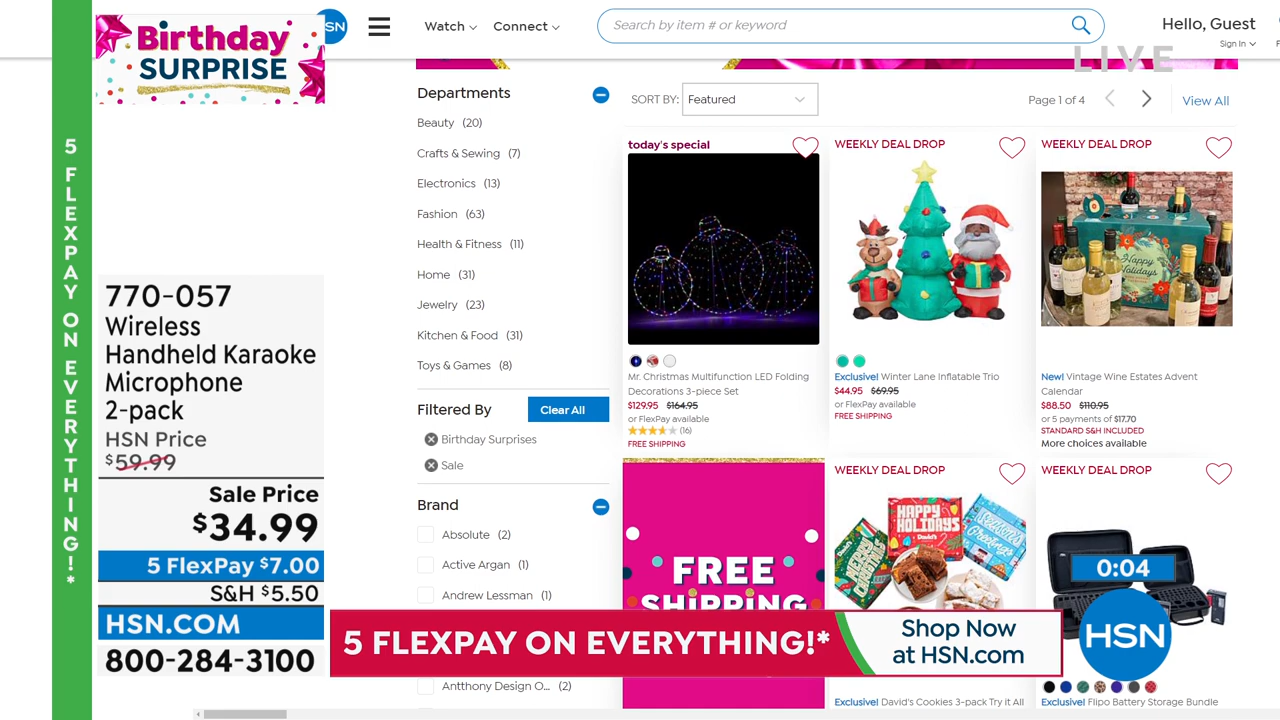 5 FLEXPAY ON EVERYTHING!*
Birthday
SURPRISE
SN
Watch
Connect
Search by item # or keyword
Hello, Guest
Sign In
F
LIVE
Departments
Beauty (20)
Crafts & Sewing (7)
Electronics (13)
Fashion (63)
Health & Fitness (11)
Home (31)
Jewelry (23)
Kitchen & Food (31)
Toys & Games (8)
Filtered By
Clear All
Birthday Surprises
Sale
Brand
Absolute (2)
Active Argan (1)
Andrew Lessman (1)
Antthony Design O... (2)
SORT BY: Featured
Page 1 of 4
View All
today's special
Mr. Christmas Multifunction LED Folding
Decorations 3-piece Set
$129.95 $164.95
or FlexPay available
(16)
FREE SHIPPING
WEEKLY DEAL DROP
Exclusive! Winter Lane Inflatable Trio
$44.95 $69.95
or FlexPay available
FREE SHIPPING
WEEKLY DEAL DROP
Happy
Holidays
New! Vintage Wine Estates Advent
Calendar
$88.50 $110.95
or 5 payments of $17.70
STANDARD S&H INCLUDED
More choices available
FREE
SHIPPING
WEEKLY DEAL DROP
HAPPY
HOLIDAYS
David's
MERRY
CHRISTMAS
Season's
Greetings
Exclusive! David's Cookies 3-pack Try It All
WEEKLY DEAL DROP
Exclusive! Flipo Battery Storage Bundle
770-057
Wireless
Handheld Karaoke
Microphone
2-pack
HSN Price
$59.99
Sale Price
$34.99
5 FlexPay $7.00
S&H $5.50
HSN.COM
800-284-3100
5 FLEXPAY ON EVERYTHING!*
Shop Now
at HSN.com
0:04
HSN